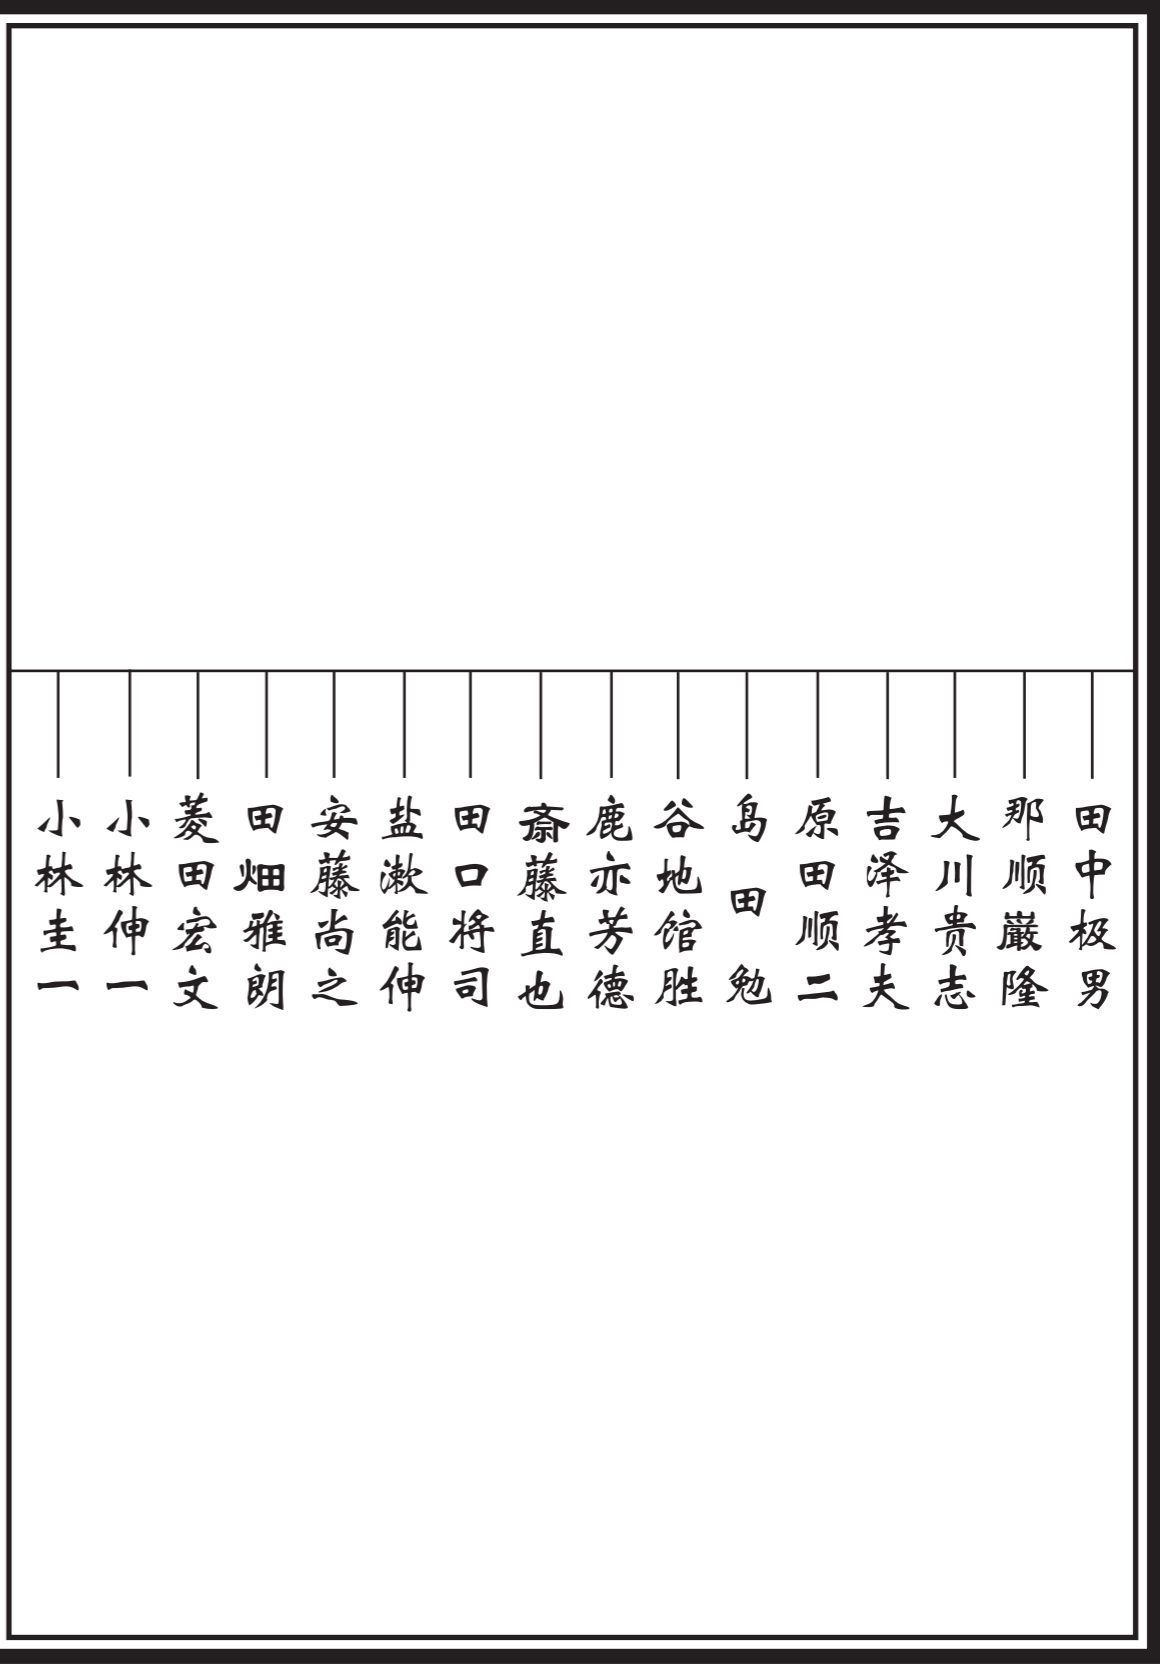 田中极男
那顺巌隆
大川贵志
吉泽孝夫
原田顺二
岛田勉
谷地馆胜
鹿亦芳德
斎藤直也
田口将司
盐漱能伸
安藤尚之
田畑雅朗
菱田宏文
小林伸一
小林圭一